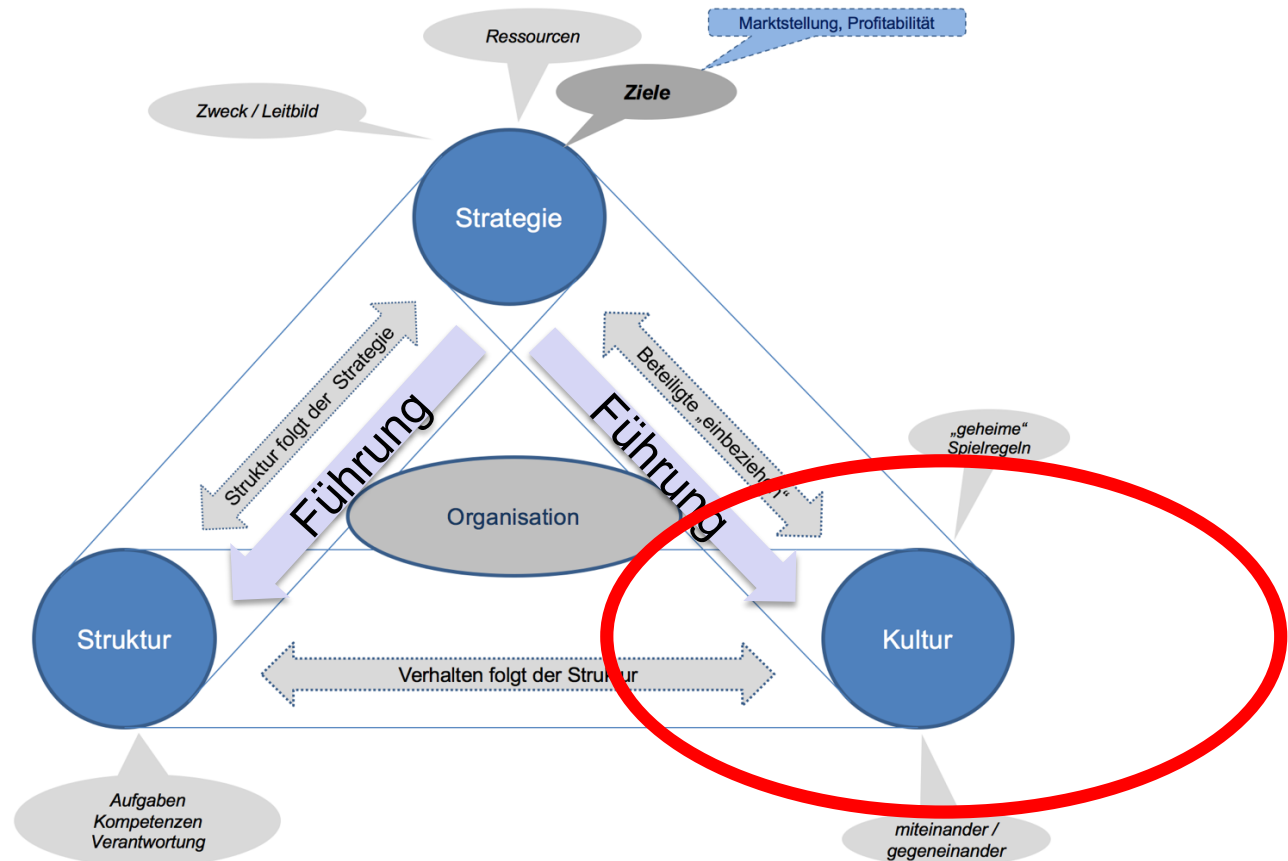 Marktstellung, Profitabilität
Ressourcen
Ziele
Zweck / Leitbild
Strategie
Struktur folgt der Strategie
Führung
Führung
Beteiligte „einbeziehen“
„geheime“
Spielregeln
Organisation
Struktur
Kultur
Verhalten folgt der Struktur
Aufgaben
Kompetenzen
Verantwortung
miteinander /
gegeneinander